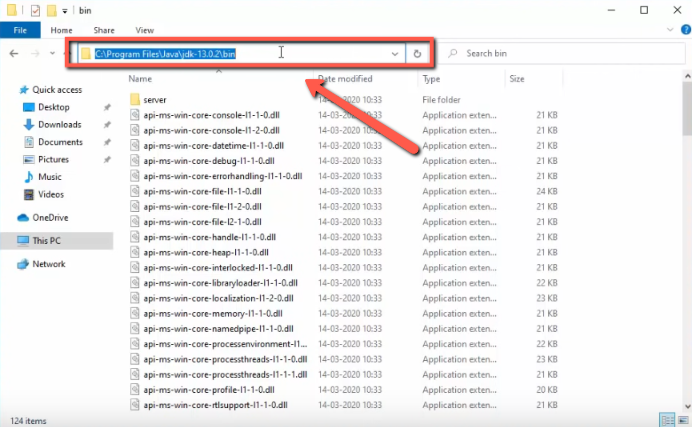 bin
File Home Share View
C:\Program Files\Java\jdk-13.0.2\bin Search bin
Name Date modified Type Size
Quick access
Desktop
Downloads
Documents
Pictures
Music
Videos
OneDrive
This PC
Network
server 14-03-2020 10:33 File folder
api-ms-win-core-console-l1-1-0.dll 14-03-2020 10:33 Application exten... 21 KB
api-ms-win-core-console-l1-2-0.dll 14-03-2020 10:33 Application exten... 21 KB
api-ms-win-core-datetime-l1-1-0.dll 14-03-2020 10:33 Application exten... 21 KB
api-ms-win-core-debug-l1-1-0.dll 14-03-2020 10:33 Application exten... 21 KB
api-ms-win-core-errorhandling-l1-1-0.dll 14-03-2020 10:33 Application exten... 21 KB
api-ms-win-core-file-l1-1-0.dll 14-03-2020 10:33 Application exten... 24 KB
api-ms-win-core-file-l1-2-0.dll 14-03-2020 10:33 Application exten... 21 KB
api-ms-win-core-file-l2-1-0.dll 14-03-2020 10:33 Application exten... 21 KB
api-ms-win-core-handle-l1-1-0.dll 14-03-2020 10:33 Application exten... 21 KB
api-ms-win-core-heap-l1-1-0.dll 14-03-2020 10:33 Application exten... 21 KB
api-ms-win-core-interlocked-l1-1-0.dll 14-03-2020 10:33 Application exten... 21 KB
api-ms-win-core-libraryloader-l1-1-0.dll 14-03-2020 10:33 Application exten... 22 KB
api-ms-win-core-localization-l1-2-0.dll 14-03-2020 10:33 Application exten... 23 KB
api-ms-win-core-memory-l1-1-0.dll 14-03-2020 10:33 Application exten... 21 KB
api-ms-win-core-namedpipe-l1-1-0.dll 14-03-2020 10:33 Application exten... 21 KB
api-ms-win-core-processenvironment-l1-1... 14-03-2020 10:33 Application exten... 22 KB
api-ms-win-core-processthreads-l1-1-0.dll 14-03-2020 10:33 Application exten... 23 KB
api-ms-win-core-processthreads-l1-1-1.dll 14-03-2020 10:33 Application exten... 21 KB
api-ms-win-core-profile-l1-1-0.dll 14-03-2020 10:33 Application exten... 20 KB
api-ms-win-core-rtlsupport-l1-1-0.dll 14-03-2020 10:33 Application exten... 21 KB
124 items